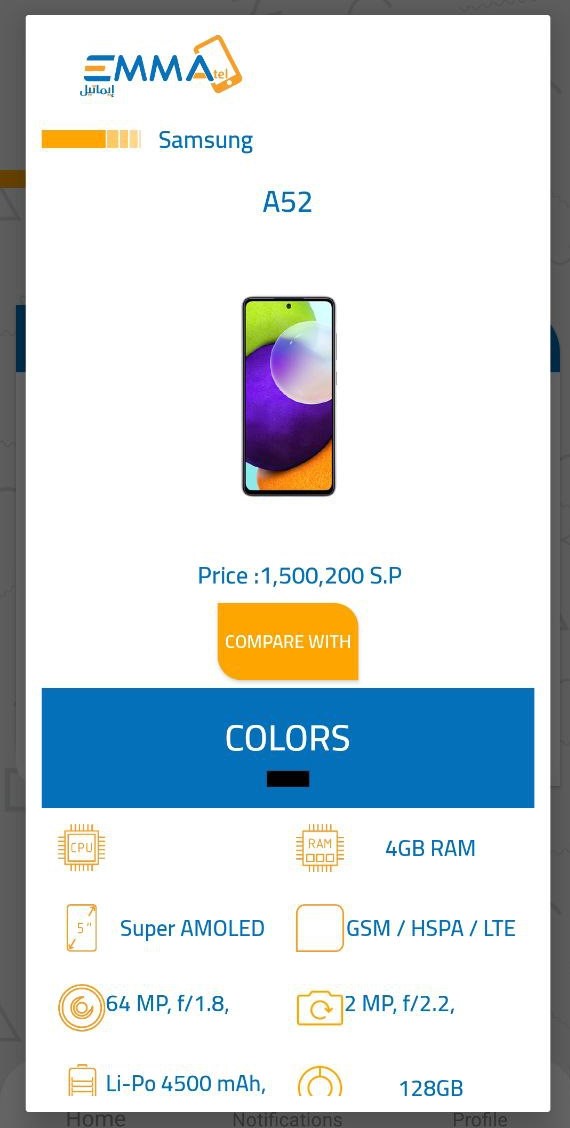 EMMA
tel
إيماتيل
Samsung
A52
Price :1,500,200 S.P
COMPARE WITH
COLORS
CPU
RAM
4GB RAM
5"
Super AMOLED
GSM / HSPA / LTE
64 MP, f/1.8,
2 MP, f/2.2,
Li-Po 4500 mAh,
128GB
Home
Notifications
Profile